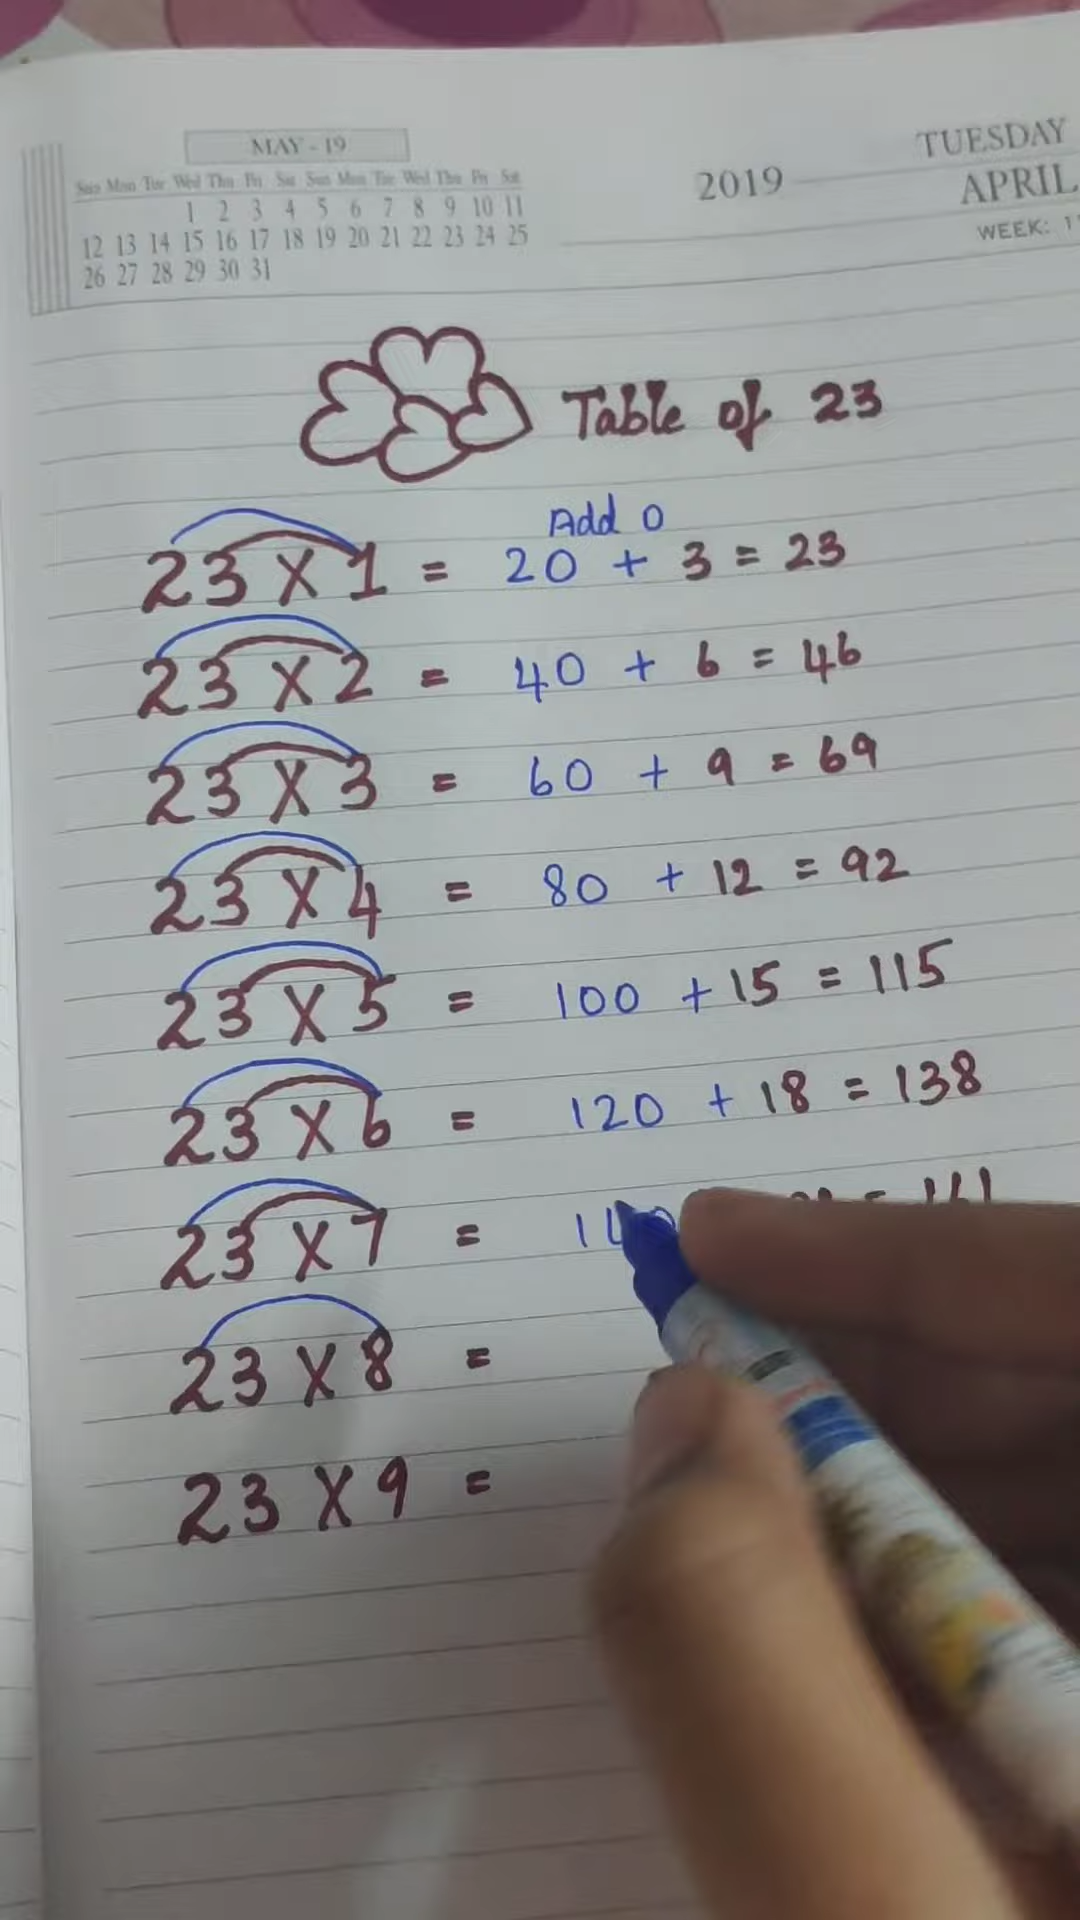 MAY - 19
Sun Mon Tue Wed Thu Fri Sat Sun Mon Tue Wed Thu Fri Sat
1 2 3 4 5 6 7 8 9 10 11
12 13 14 15 16 17 18 19 20 21 22 23 24 25
26 27 28 29 30 31
TUESDAY
2019 APRIL
WEEK:
Table of 23
Add 0
23 X 1 = 20 + 3 = 23
23 X 2 = 40 + 6 = 46
23 X 3 = 60 + 9 = 69
23 X 4 = 80 + 12 = 92
23 X 5 = 100 + 15 = 115
23 X 6 = 120 + 18 = 138
23 X 7 = 140 = 161
23 X 8 =
23 X 9 =